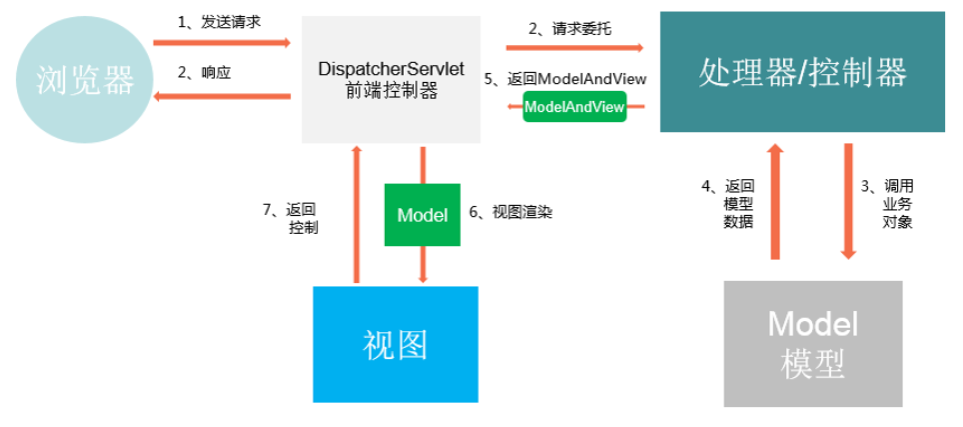 1、发送请求
2、响应
浏览器
DispatcherServlet
前端控制器
2、请求委托
5、返回ModelAndView
ModelAndView
处理器/控制器
7、返回
控制
Model
6、视图渲染
4、返回
模型
数据
3、调用
业务
对象
视图
Model
模型